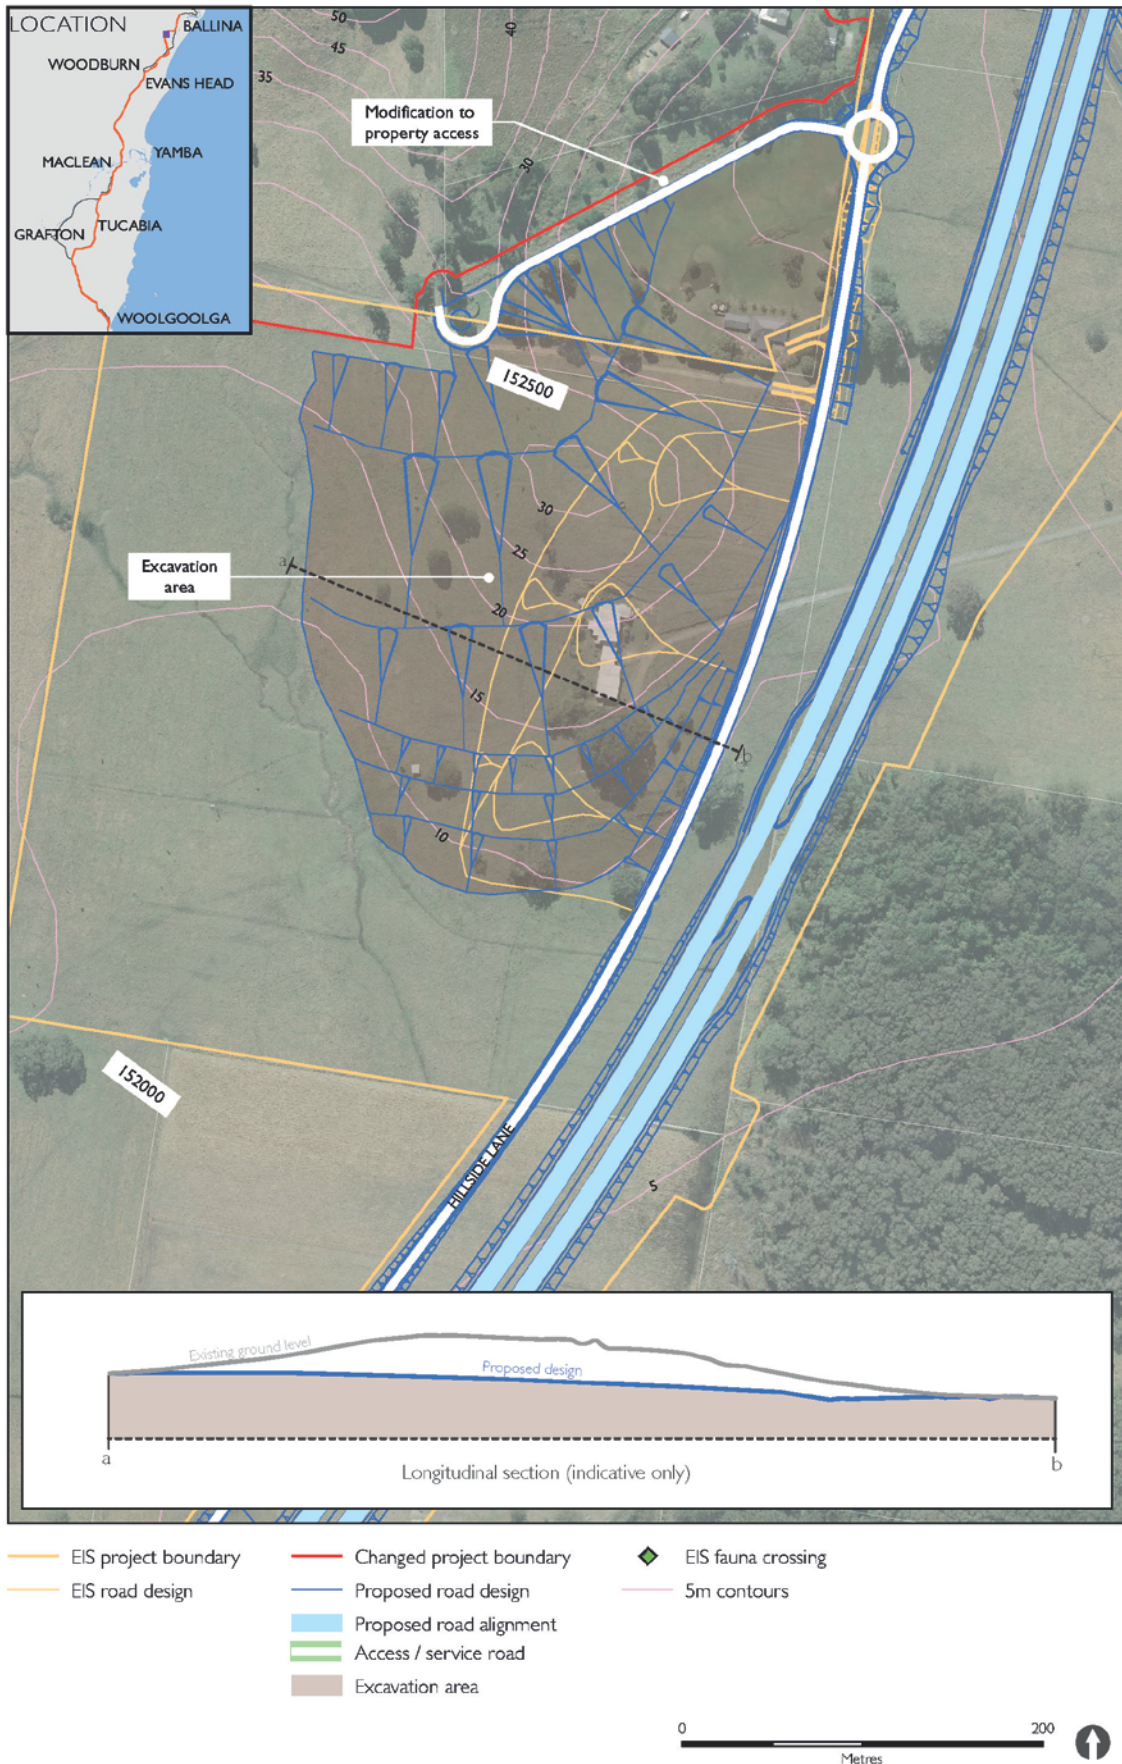 LOCATION
BALLINA
WOODBURN
EVANS HEAD
MACLEAN
YAMBA
TUCABIA
GRAFTON
WOOLGOOLGA
50
45
40
35
30
Modification to
property access
152500
30
25
20
15
10
Excavation
area
a
b
152000
HILLSIDE LANE
5
Existing ground level
Proposed design
a
b
Longitudinal section (indicative only)
EIS project boundary
EIS road design
Changed project boundary
Proposed road design
Proposed road alignment
Access / service road
Excavation area
EIS fauna crossing
5m contours
0
200
Metres